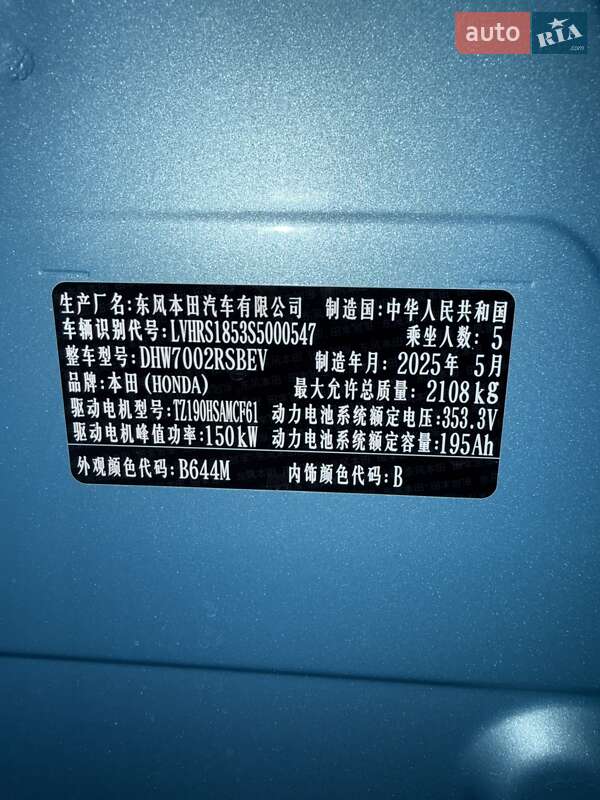 auto RIA .com
生产厂名:东风本田汽车有限公司 制造国:中华人民共和国
车辆识别代号:LVHRS1853S5000547 乘坐人数: 5
整车型号:DHW7002RSBEV 制造年月: 2025年 5月
品牌:本田(HONDA) 最大允许总质量: 2108kg
驱动电机型号:TZ190HSAMCF61 动力电池系统额定电压:353.3V
驱动电机峰值功率:150kW 动力电池系统额定容量:195Ah
外观颜色代码:B644M 内饰颜色代码:B